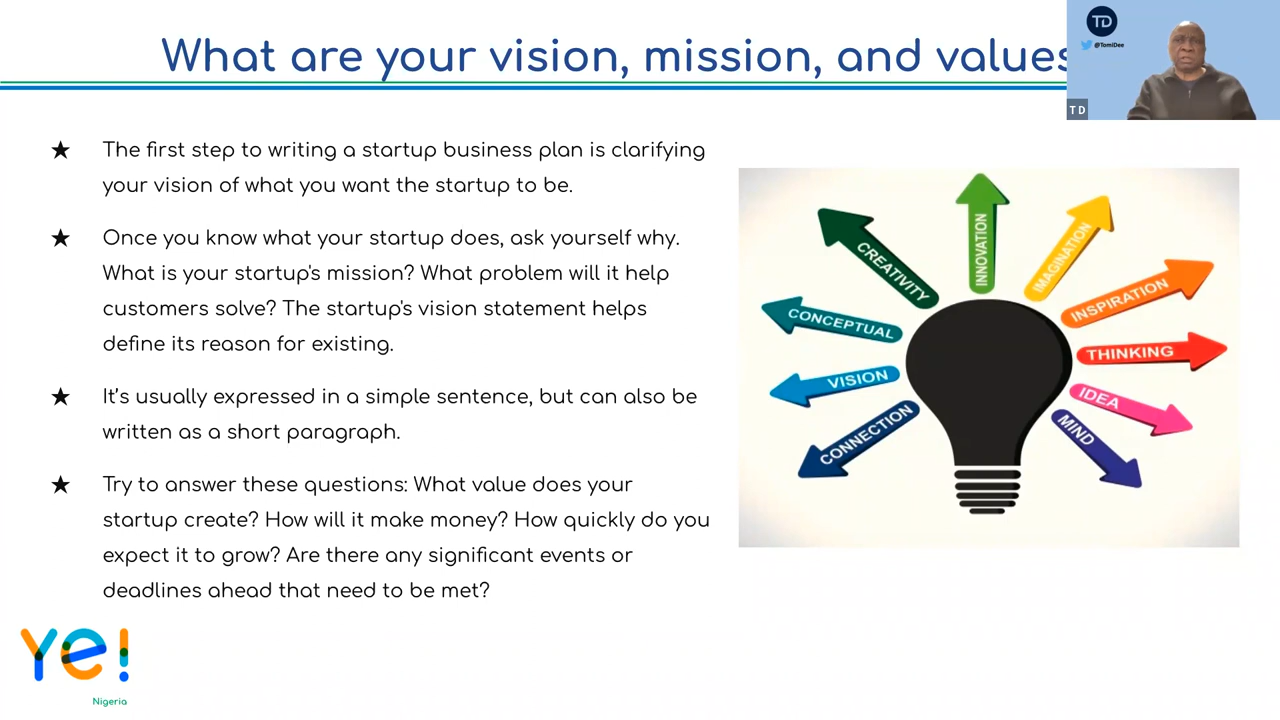 What are your vision, mission, and values
TD
@TomiDee
T D
★ The first step to writing a startup business plan is clarifying
your vision of what you want the startup to be.
★ Once you know what your startup does, ask yourself why.
What is your startup's mission? What problem will it help
customers solve? The startup's vision statement helps
define its reason for existing.
★ It’s usually expressed in a simple sentence, but can also be
written as a short paragraph.
★ Try to answer these questions: What value does your
startup create? How will it make money? How quickly do you
expect it to grow? Are there any significant events or
deadlines ahead that need to be met?
CREATIVITY
INNOVATION
IMAGINATION
INSPIRATION
CONCEPTUAL
THINKING
VISION
IDEA
CONNECTION
MIND
Ye!
Nigeria